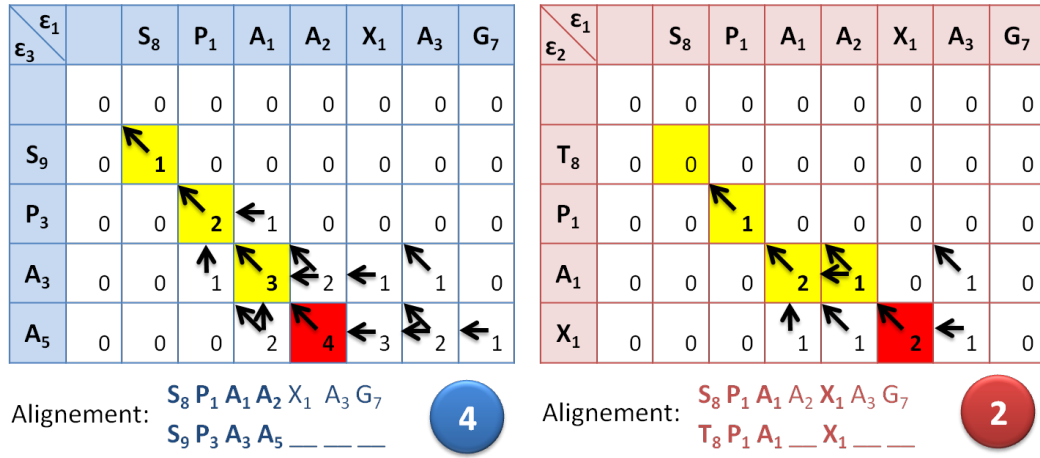 ε1 ε3 S8 P1 A1 A2 X1 A3 G7
0 0 0 0 0 0 0 0
S9 0 1 0 0 0 0 0 0
P3 0 0 2 1 0 0 0 0
A3 0 0 1 3 2 1 1 0
A5 0 0 0 2 4 3 2 1
Alignement: S8 P1 A1 A2 X1 A3 G7
S9 P3 A3 A5 __ __ __
4
ε1 ε2 S8 P1 A1 A2 X1 A3 G7
0 0 0 0 0 0 0 0
T8 0 0 0 0 0 0 0 0
P1 0 0 1 0 0 0 0 0
A1 0 0 0 2 1 0 1 0
X1 0 0 0 1 1 2 1 0
Alignement: S8 P1 A1 A2 X1 A3 G7
T8 P1 A1 __ X1 __ __
2